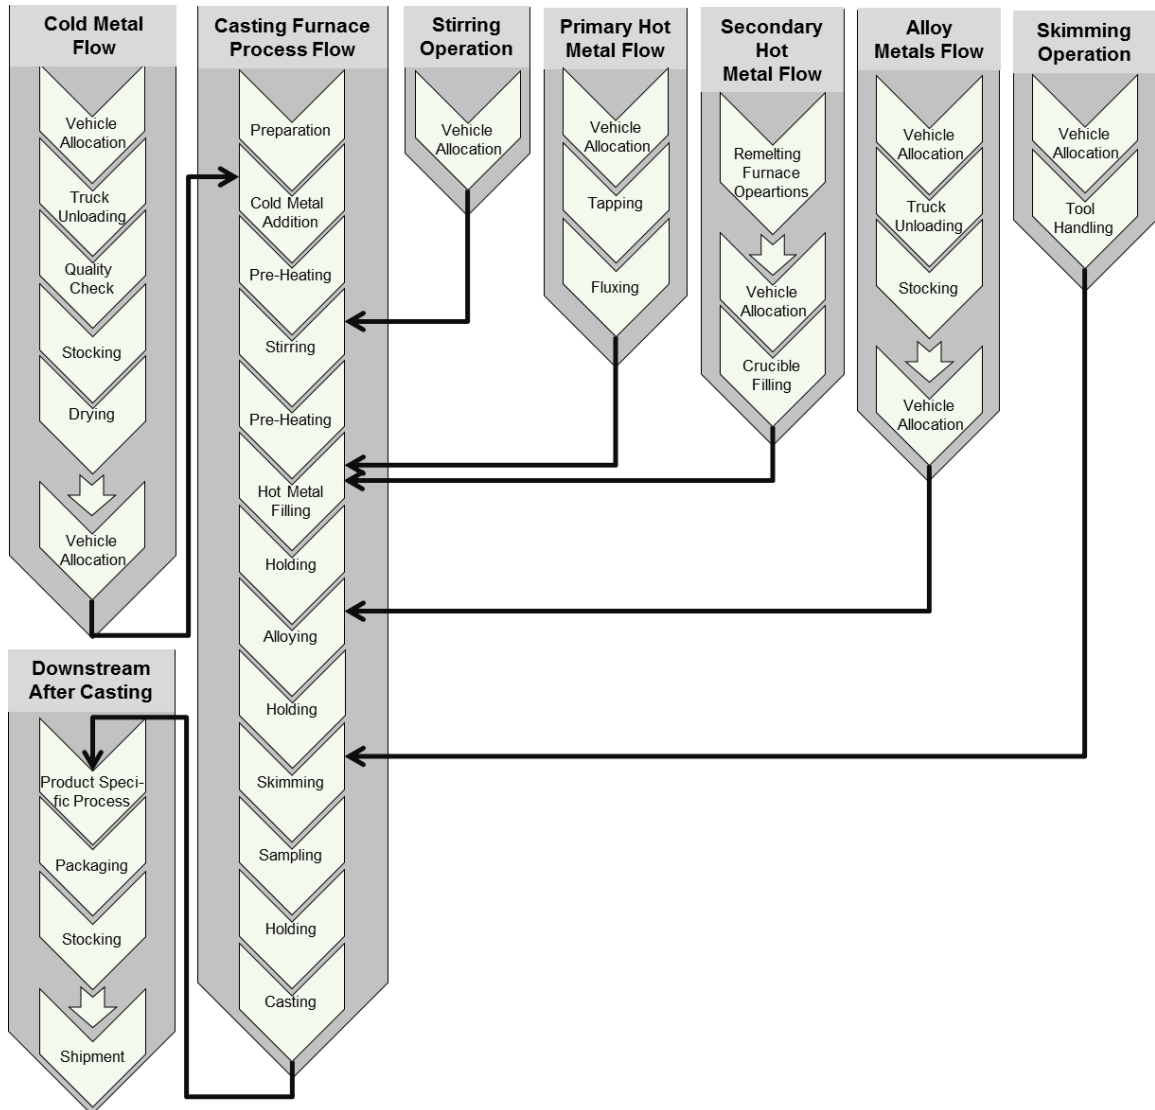 Cold Metal
Flow
Vehicle
Allocation
Truck
Unloading
Quality
Check
Stocking
Drying
Vehicle
Allocation
Casting Furnace
Process Flow
Preparation
Cold Metal
Addition
Pre-Heating
Stirring
Pre-Heating
Hot Metal
Filling
Holding
Alloying
Holding
Skimming
Sampling
Holding
Casting
Stirring
Operation
Vehicle
Allocation
Primary Hot
Metal Flow
Vehicle
Allocation
Tapping
Fluxing
Secondary
Hot
Metal Flow
Remelting
Furnace
Opeartions
Vehicle
Allocation
Crucible
Filling
Alloy
Metals Flow
Vehicle
Allocation
Truck
Unloading
Stocking
Vehicle
Allocation
Skimming
Operation
Vehicle
Allocation
Tool
Handling
Downstream
After Casting
Product Speci-
fic Process
Packaging
Stocking
Shipment